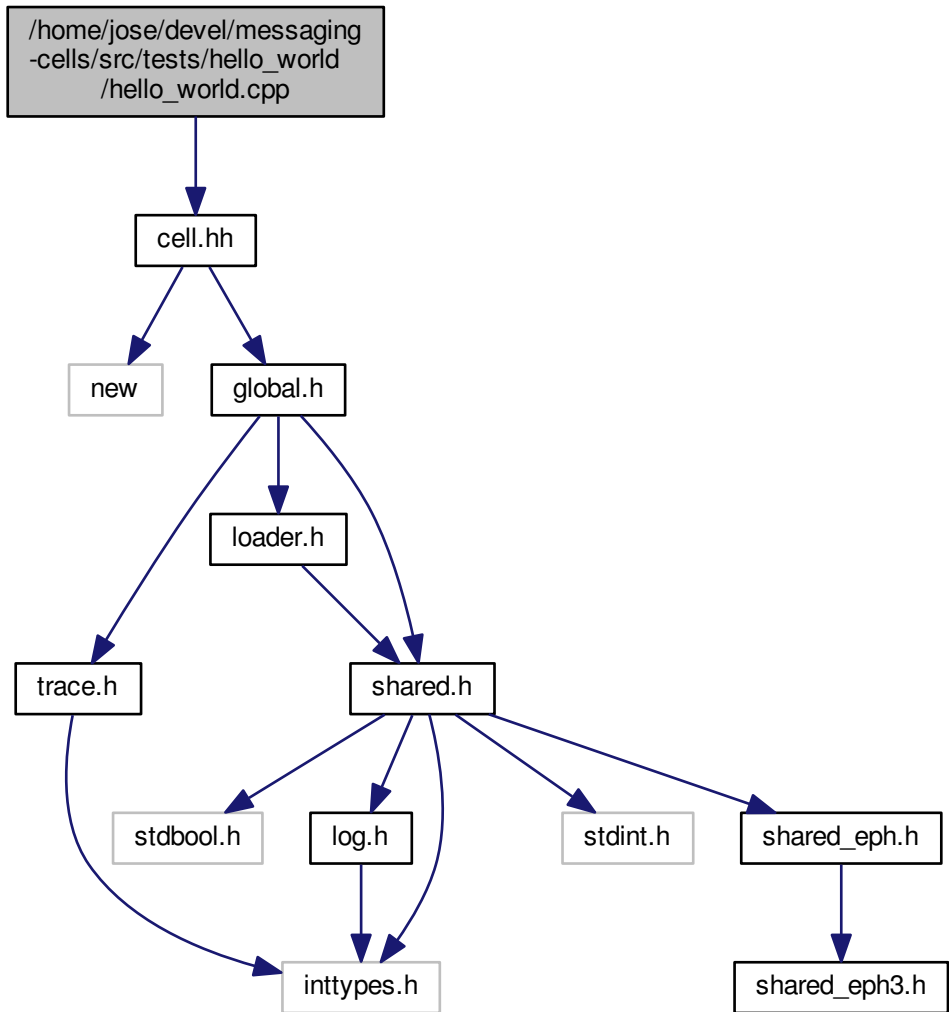 /home/jose/devel/messaging
-cells/src/tests/hello_world
/hello_world.cpp
cell.hh
new
global.h
loader.h
trace.h
shared.h
stdbool.h
log.h
stdint.h
shared_eph.h
inttypes.h
shared_eph3.h